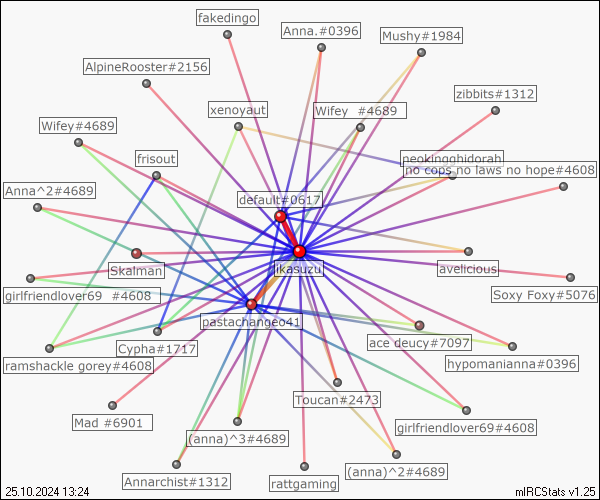 fakedingo
Anna.#0396
Mushy#1984
AlpineRooster#2156
zibbits#1312
xenoyaut
Wifey #4689
Wifey#4689
frisout
neokingghidorah
no cops no laws no hope#4608
Anna^2#4689
default#0617
Skalman
likasuzu
avelicious
girlfriendlover69 #4608
Soxy Foxy#5076
pastachangeo41
ramshackle gorey#4608
Cypha#1717
ace deucy#7097
hypomanianna#0396
Toucan#2473
Mad #6901
(anna)^3#4689
girlfriendlover69#4608
Annarchist#1312
rattgaming
(anna)^2#4689
25.10.2024 13:24
mIRCStats v1.25